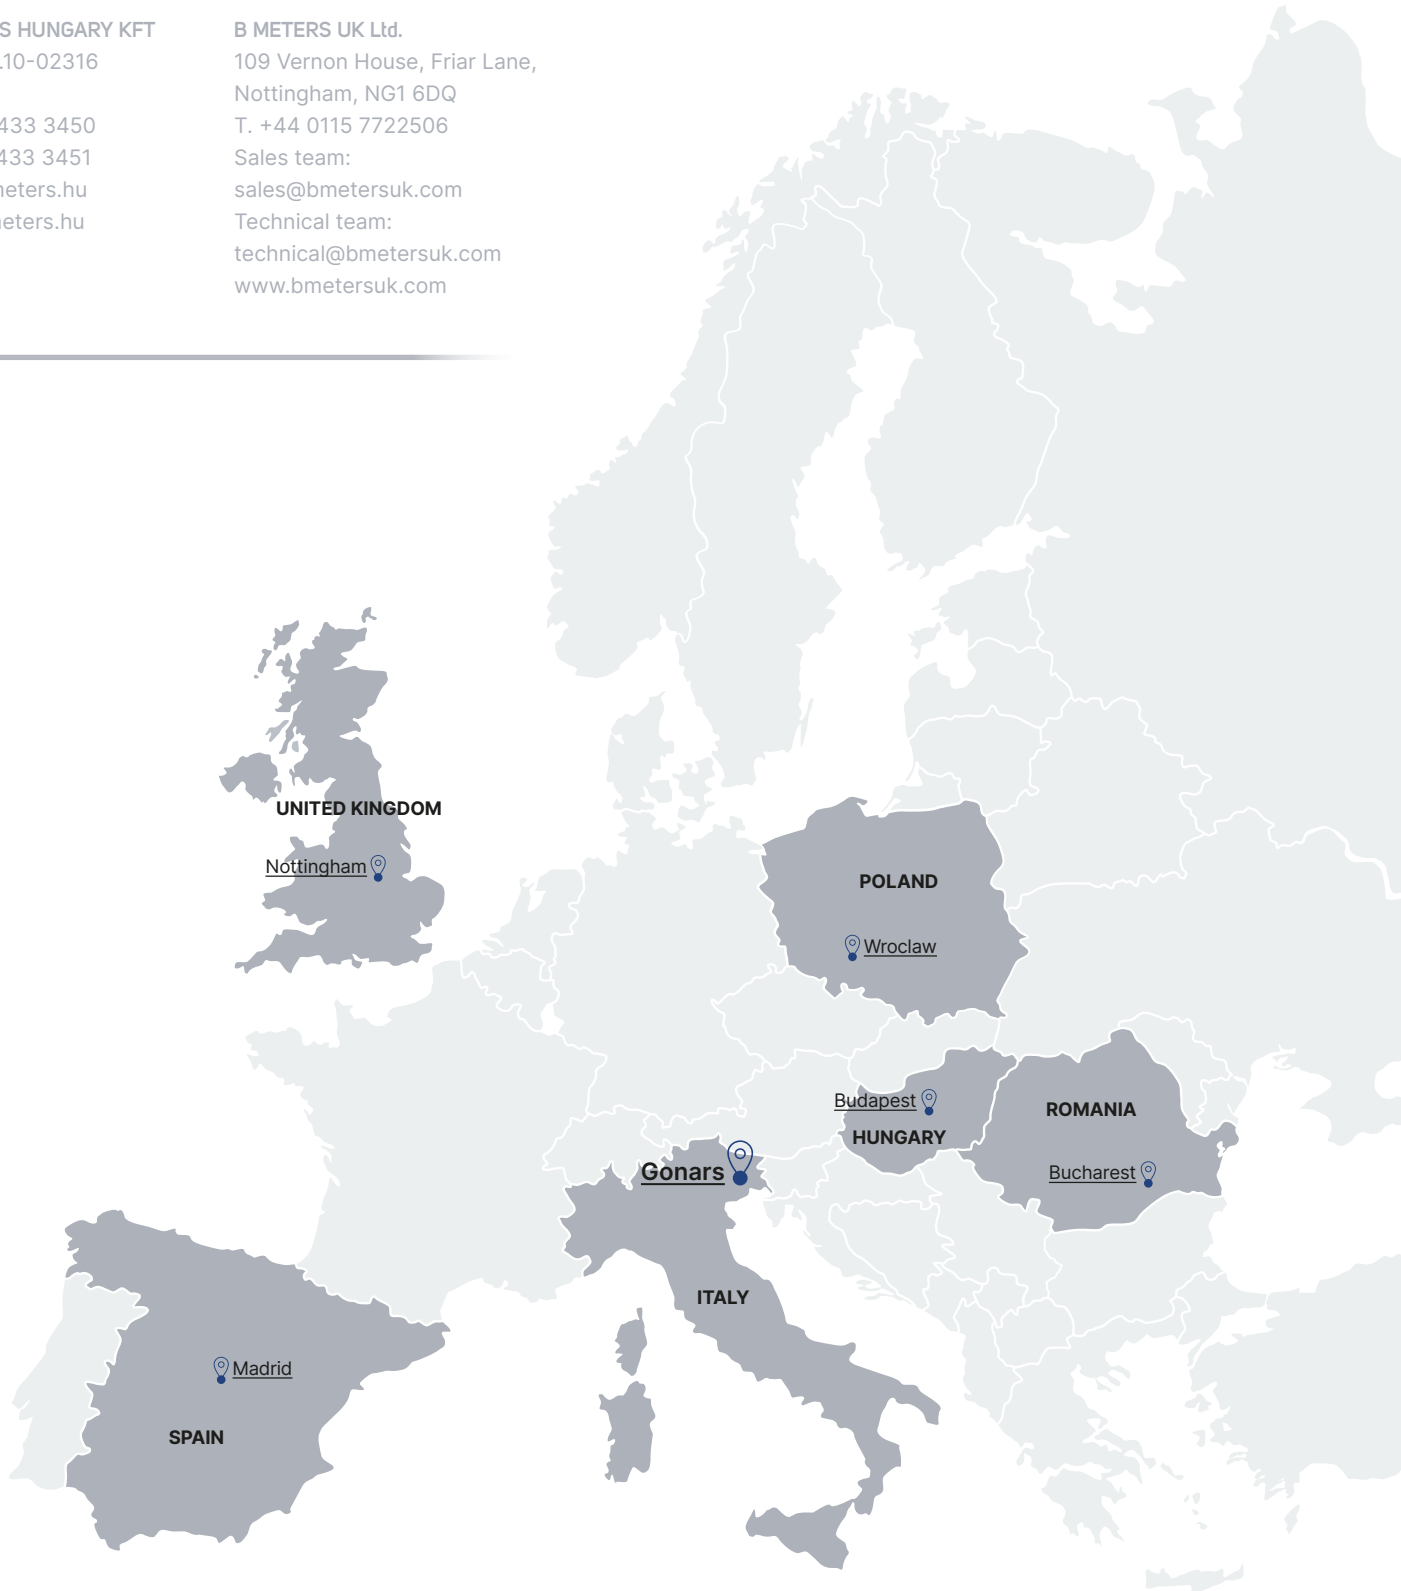 S HUNGARY KFT
.10-02316
433 3450
433 3451
neters.hu
eters.hu
B METERS UK Ltd.
109 Vernon House, Friar Lane,
Nottingham, NG1 6DQ
T. +44 0115 7722506
Sales team:
sales@bmetersuk.com
Technical team:
technical@bmetersuk.com
www.bmetersuk.com
UNITED KINGDOM
Nottingham
POLAND
Wroclaw
Budapest
HUNGARY
ROMANIA
Bucharest
Gonars
ITALY
Madrid
SPAIN